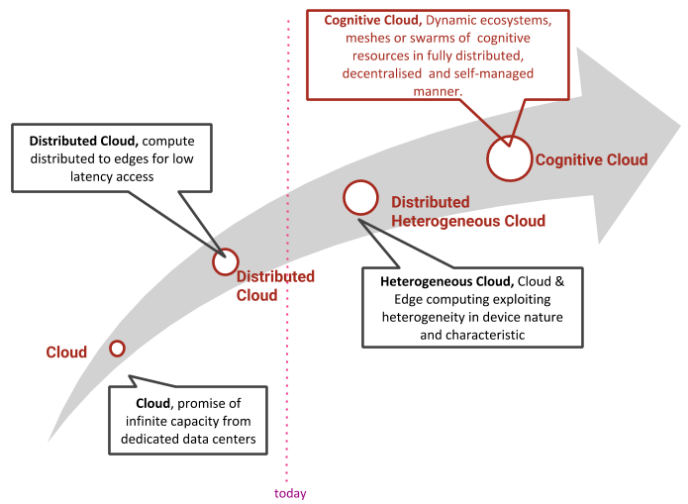 Cognitive Cloud, Dynamic ecosystems,
meshes or swarms of cognitive
resources in fully distributed,
decentralised and self-managed
manner.
Distributed Cloud, compute
distributed to edges for low
latency access
Cognitive Cloud
Distributed
Heterogeneous Cloud
Distributed
Cloud
Heterogeneous Cloud, Cloud &
Edge computing exploiting
heterogeneity in device nature
and characteristic
Cloud
Cloud, promise of
infinite capacity from
dedicated data centers
today